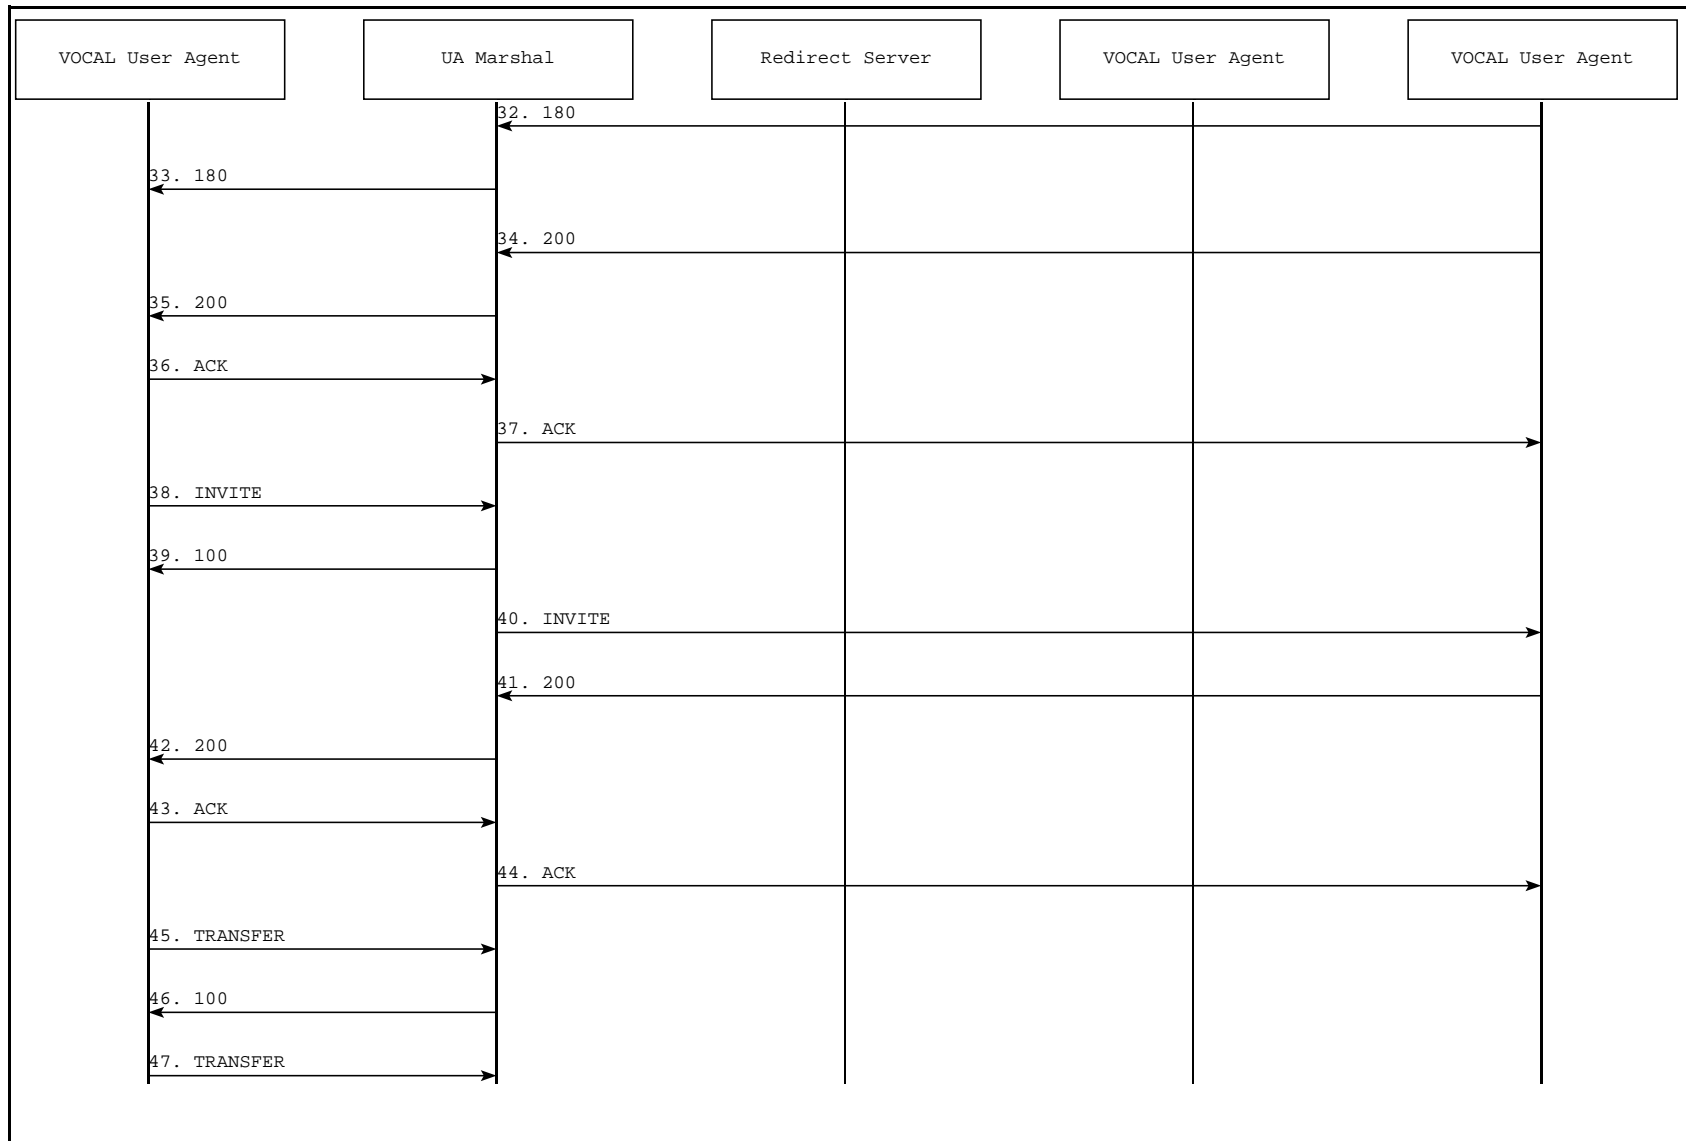 VOCAL User Agent
UA Marshal
Redirect Server
VOCAL User Agent
VOCAL User Agent
32. 180
33. 180
34. 200
35. 200
36. ACK
37. ACK
38. INVITE
39. 100
40. INVITE
41. 200
42. 200
43. ACK
44. ACK
45. TRANSFER
46. 100
47. TRANSFER